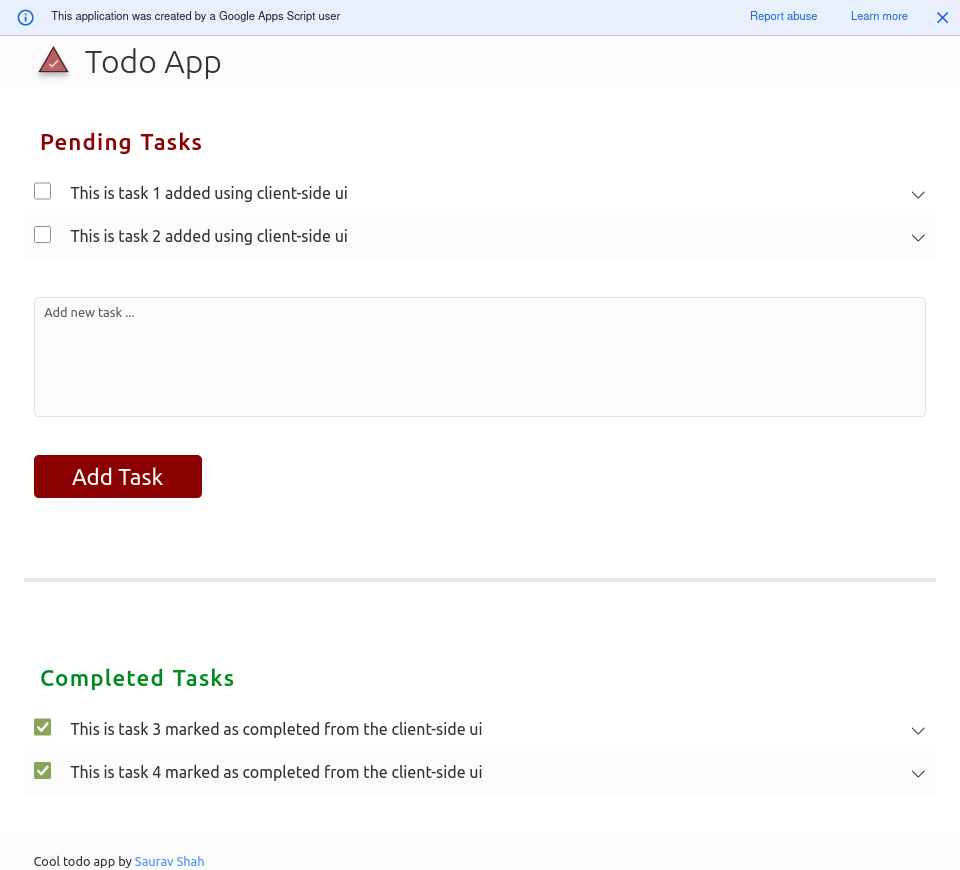 This application was created by a Google Apps Script user
Report abuse
Learn more
Todo App
Pending Tasks
This is task 1 added using client-side ui
This is task 2 added using client-side ui
Add new task ...
Add Task
Completed Tasks
This is task 3 marked as completed from the client-side ui
This is task 4 marked as completed from the client-side ui
Cool todo app by Saurav Shah